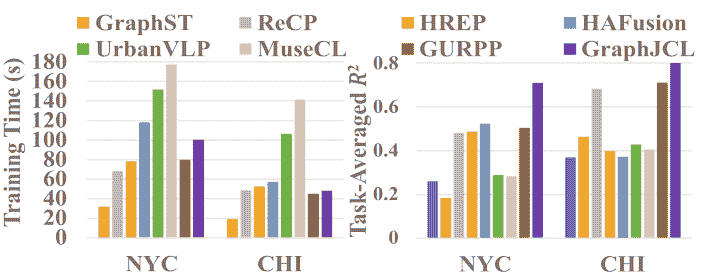 GraphST ReCP HREP HAFusion
UrbanVLP MuseCL GURPP GraphJCL
Training Time (s)
180
160
140
120
100
80
60
40
20
0
NYC CHI
Task-Averaged R²
0.8
0.6
0.4
0.2
0
NYC CHI